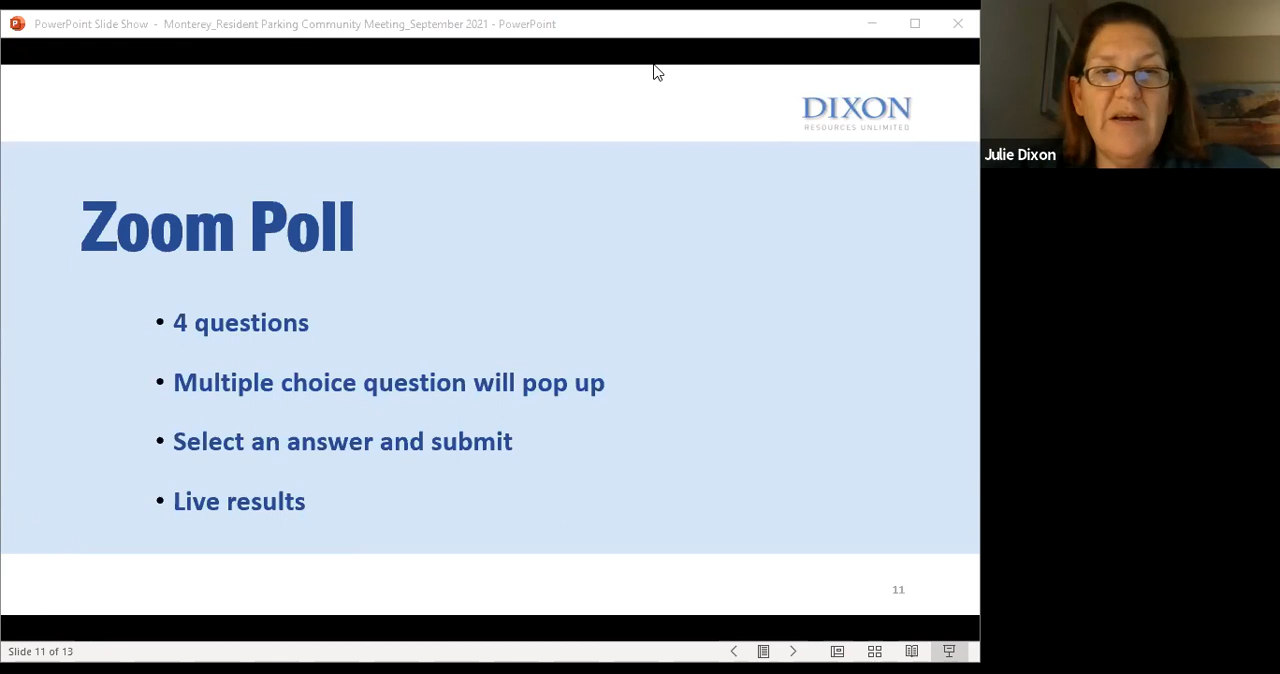 PowerPoint Slide Show - Monterey_Resident Parking Community Meeting_September 2021 - PowerPoint
DIXON
RESOURCES UNLIMITED
Julie Dixon
Zoom Poll
• 4 questions
• Multiple choice question will pop up
• Select an answer and submit
• Live results
11
Slide 11 of 13